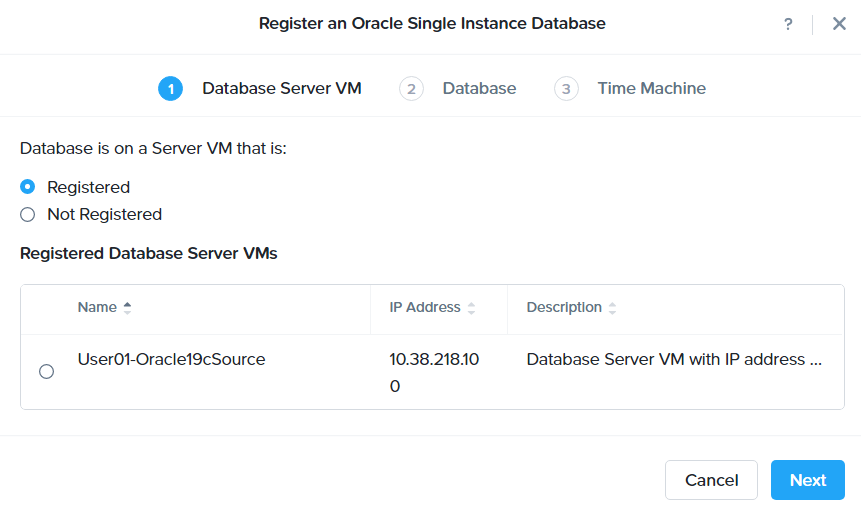 Register an Oracle Single Instance Database ?
1 Database Server VM 2 Database 3 Time Machine
Database is on a Server VM that is:
Registered
Not Registered
Registered Database Server VMs
Name IP Address Description
User01-Oracle19cSource 10.38.218.10 Database Server VM with IP address ...
0
Cancel Next